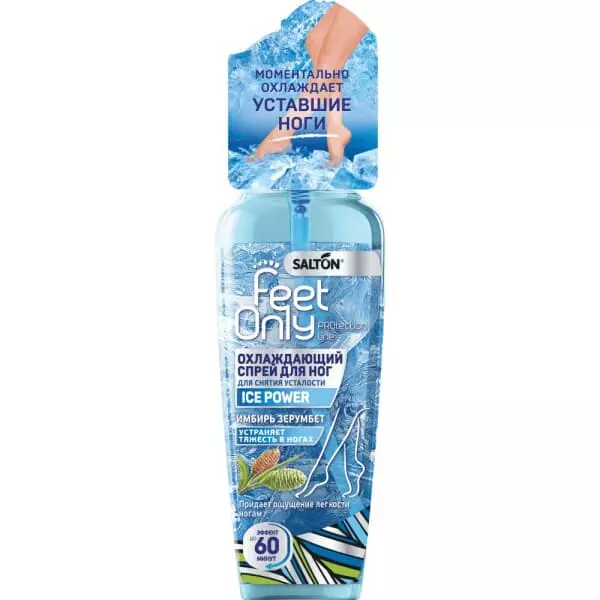 МОМЕНТАЛЬНО
ОХЛАЖДАЕТ
УСТАВШИЕ
НОГИ
SALTON®
Feet
Only
PROtection
line
ОХЛАЖДАЮЩИЙ
СПРЕЙ ДЛЯ НОГ
ДЛЯ СНЯТИЯ УСТАЛОСТИ
ICE POWER
ИМБИРЬ ЗЕРУМБЕТ
УСТРАНЯЕТ
ТЯЖЕСТЬ В НОГАХ
Придает ощущение легкости
ногам
ЭФФЕКТ
ДО 60
МИНУТ